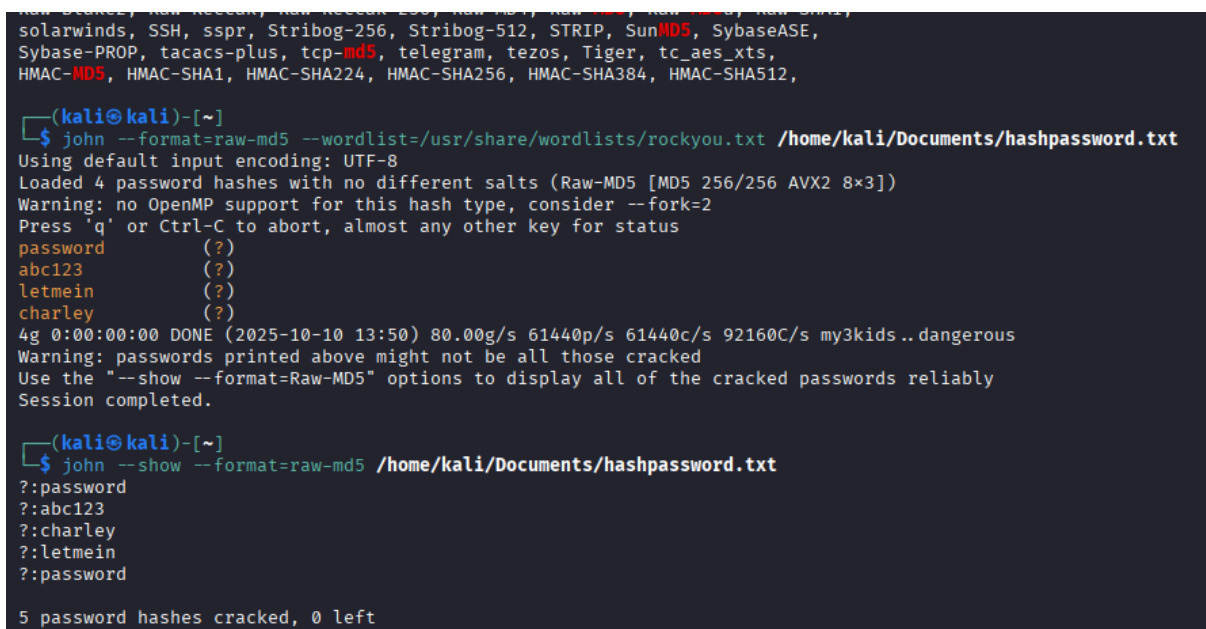 solarwinds, SSH, sspr, Stribog-256, Stribog-512, STRIP, SunMD5, SybaseASE,
Sybase-PROP, tacacs-plus, tcp-md5, telegram, tezos, Tiger, tc_aes_xts,
HMAC-MD5, HMAC-SHA1, HMAC-SHA224, HMAC-SHA256, HMAC-SHA384, HMAC-SHA512,
┌──(kali㉿kali)-[~]
└─$ john --format=raw-md5 --wordlist=/usr/share/wordlists/rockyou.txt /home/kali/Documents/hashpassword.txt
Using default input encoding: UTF-8
Loaded 4 password hashes with no different salts (Raw-MD5 [MD5 256/256 AVX2 8×3])
Warning: no OpenMP support for this hash type, consider --fork=2
Press 'q' or Ctrl-C to abort, almost any other key for status
password (?)
abc123 (?)
letmein (?)
charley (?)
4g 0:00:00:00 DONE (2025-10-10 13:50) 80.00g/s 61440p/s 61440c/s 92160C/s my3kids..dangerous
Warning: passwords printed above might not be all those cracked
Use the "--show --format=Raw-MD5" options to display all of the cracked passwords reliably
Session completed.
┌──(kali㉿kali)-[~]
└─$ john --show --format=raw-md5 /home/kali/Documents/hashpassword.txt
?:password
?:abc123
?:charley
?:letmein
?:password
5 password hashes cracked, 0 left